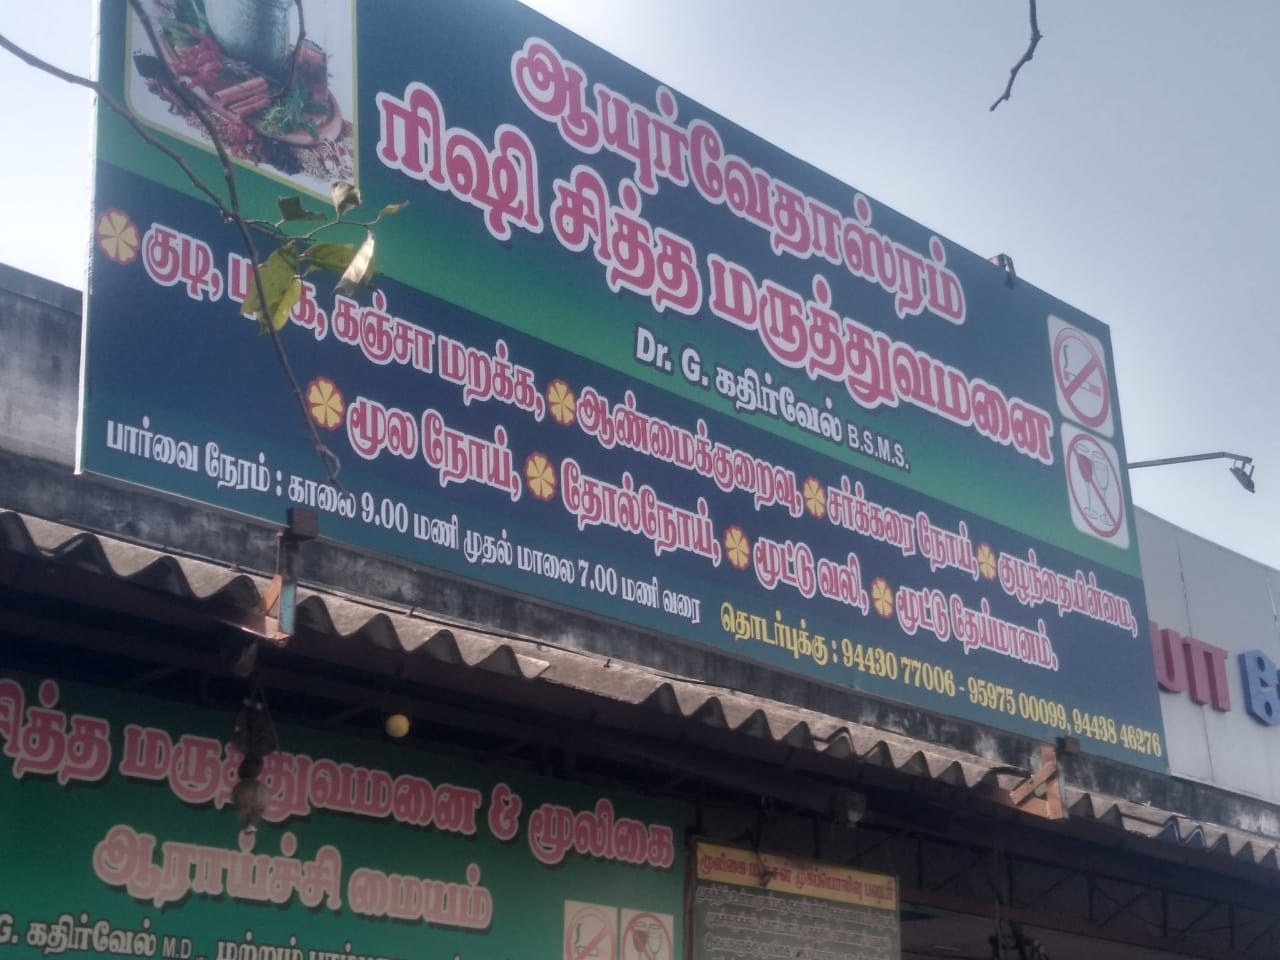 ஆயுர்வேதாஸ்ரம்
ரிஷி சித்த மருத்துவமனை
Dr. G. கதிர்வேல் B.S.M.S.
குடி, கஞ்சா மறக்க, ஆண்மைக்குறைவு, சர்க்கரை நோய், குழந்தையின்மை,
மூல நோய், தோல்நோய், மூட்டு வலி, மூட்டு தேய்மானம்.
பார்வை நேரம் : காலை 9.00 மணி முதல் மாலை 7.00 மணி வரை
தொடர்புக்கு : 94430 77006 - 95975 00099, 94438 46276
சித்த மருத்துவமனை & மூலிகை
ஆராய்ச்சி மையம்
G. கதிர்வேல் M.D. மற்றும்
மூலிகை